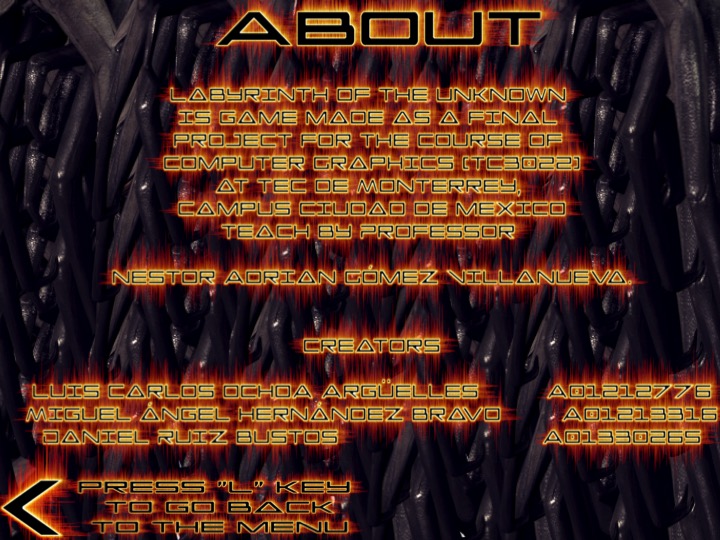 ABOUT
LABYRINTH OF THE UNKNOWN
IS GAME MADE AS A FINAL
PROJECT FOR THE COURSE OF
COMPUTER GRAPHICS (TC3022)
AT TEC DE MONTERREY,
CAMPUS CIUDAD DE MEXICO
TEACH BY PROFESSOR
NESTOR ADRIAN GÓMEZ VILLANUEVA.
CREATORS
LUIS CARLOS OCHOA ARGÜELLES A01212776
MIGUEL ÁNGEL HERNÁNDEZ BRAVO A01213316
DANIEL RUIZ BUSTOS A01330265
PRESS "L" KEY
TO GO BACK
TO THE MENU